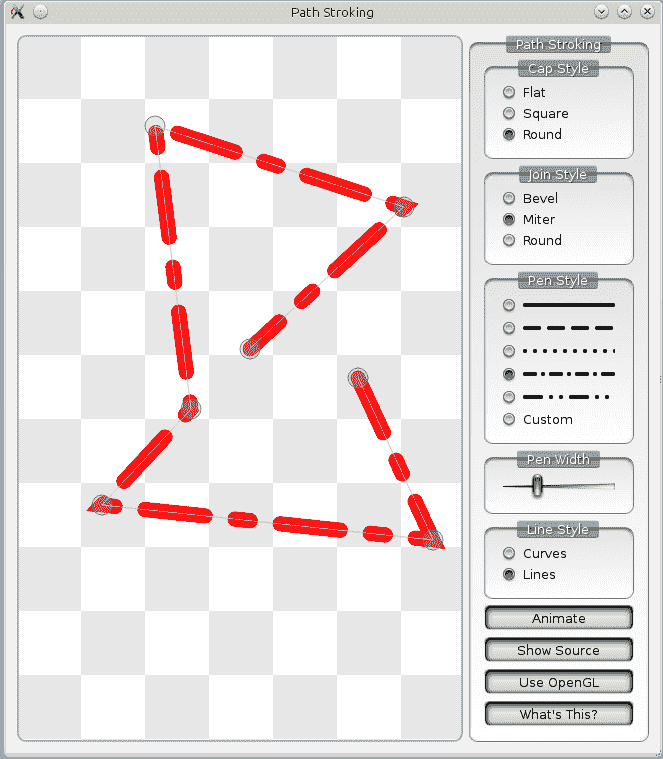 Path Stroking
Path Stroking
Cap Style
Flat
Square
Round
Join Style
Bevel
Miter
Round
Pen Style
Custom
Pen Width
Line Style
Curves
Lines
Animate
Show Source
Use OpenGL
What's This?